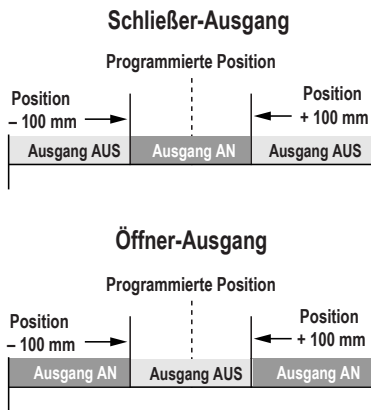 Schließer-Ausgang
Programmierte Position
Position
– 100 mm
Position
+ 100 mm
Ausgang AUS
Ausgang AN
Ausgang AUS
Öffner-Ausgang
Programmierte Position
Position
– 100 mm
Position
+ 100 mm
Ausgang AN
Ausgang AUS
Ausgang AN